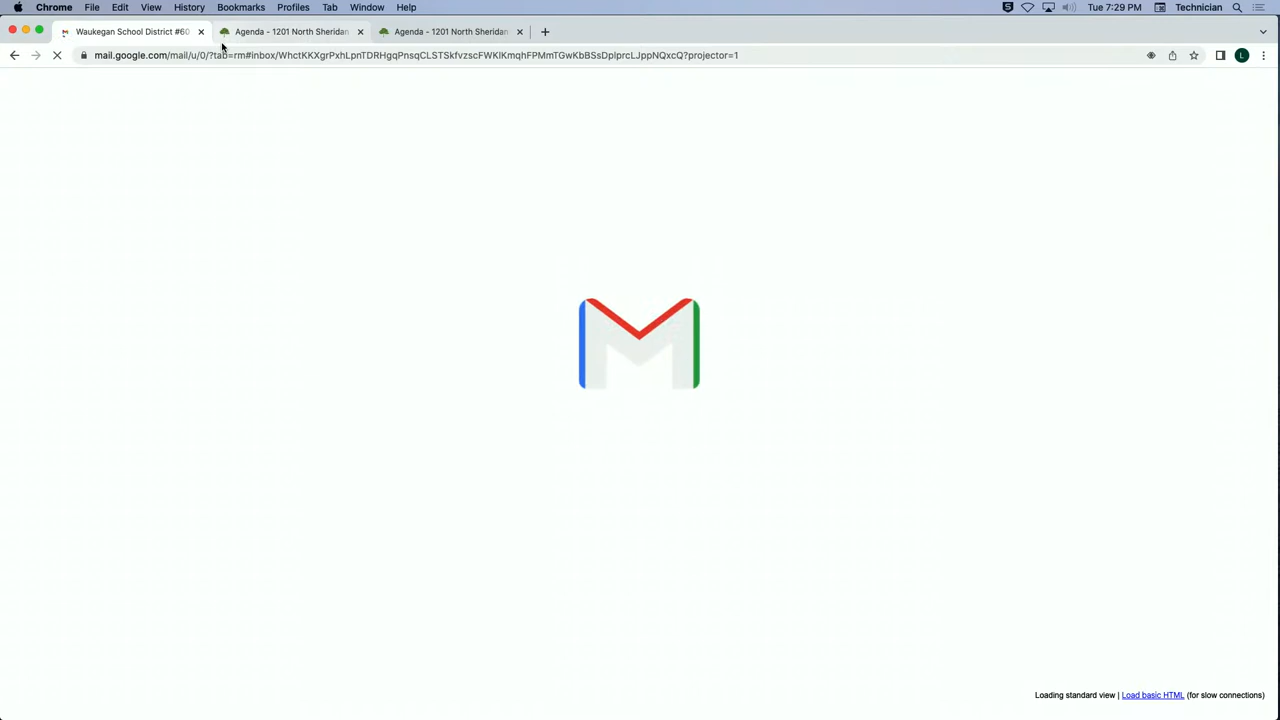 Chrome File Edit View History Bookmarks Profiles Tab Window Help Tue 7:29 PM Technician
Waukegan School District #60 Agenda - 1201 North Sheridan Agenda - 1201 North Sheridan
mail.google.com/mail/u/0/?tab=rm#inbox/WhctKKXgrPxhLpnTDRHgqPnsqCLSTSkfvzscFWKlKmqhFPMmTGwKbBSsDplprcLJppNQxcQ?projector=1
L
Loading standard view | Load basic HTML (for slow connections)